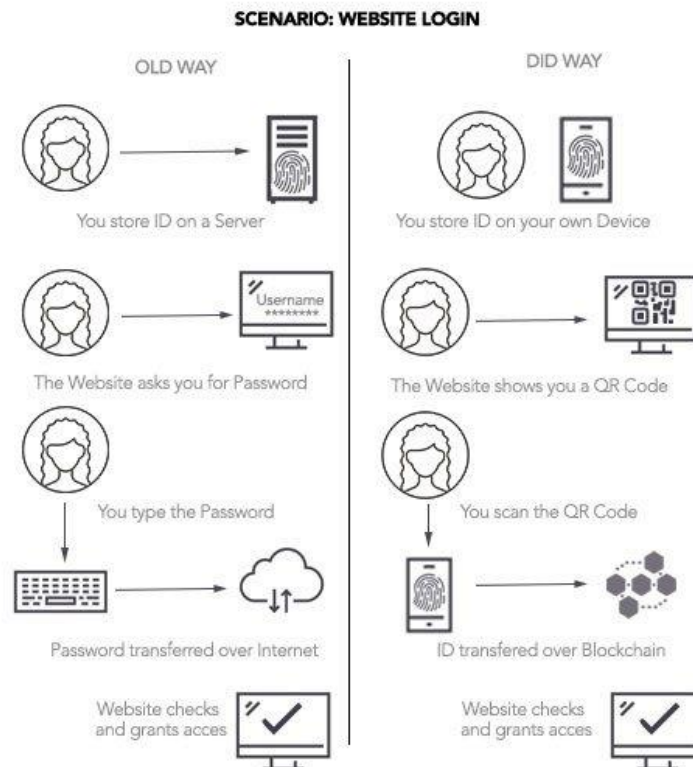 SCENARIO: WEBSITE LOGIN
OLD WAY
You store ID on a Server
Username
********
The Website asks you for Password
You type the Password
Password transferred over Internet
Website checks
and grants acces
DID WAY
You store ID on your own Device
The Website shows you a QR Code
You scan the QR Code
ID transfered over Blockchain
Website checks
and grants acces